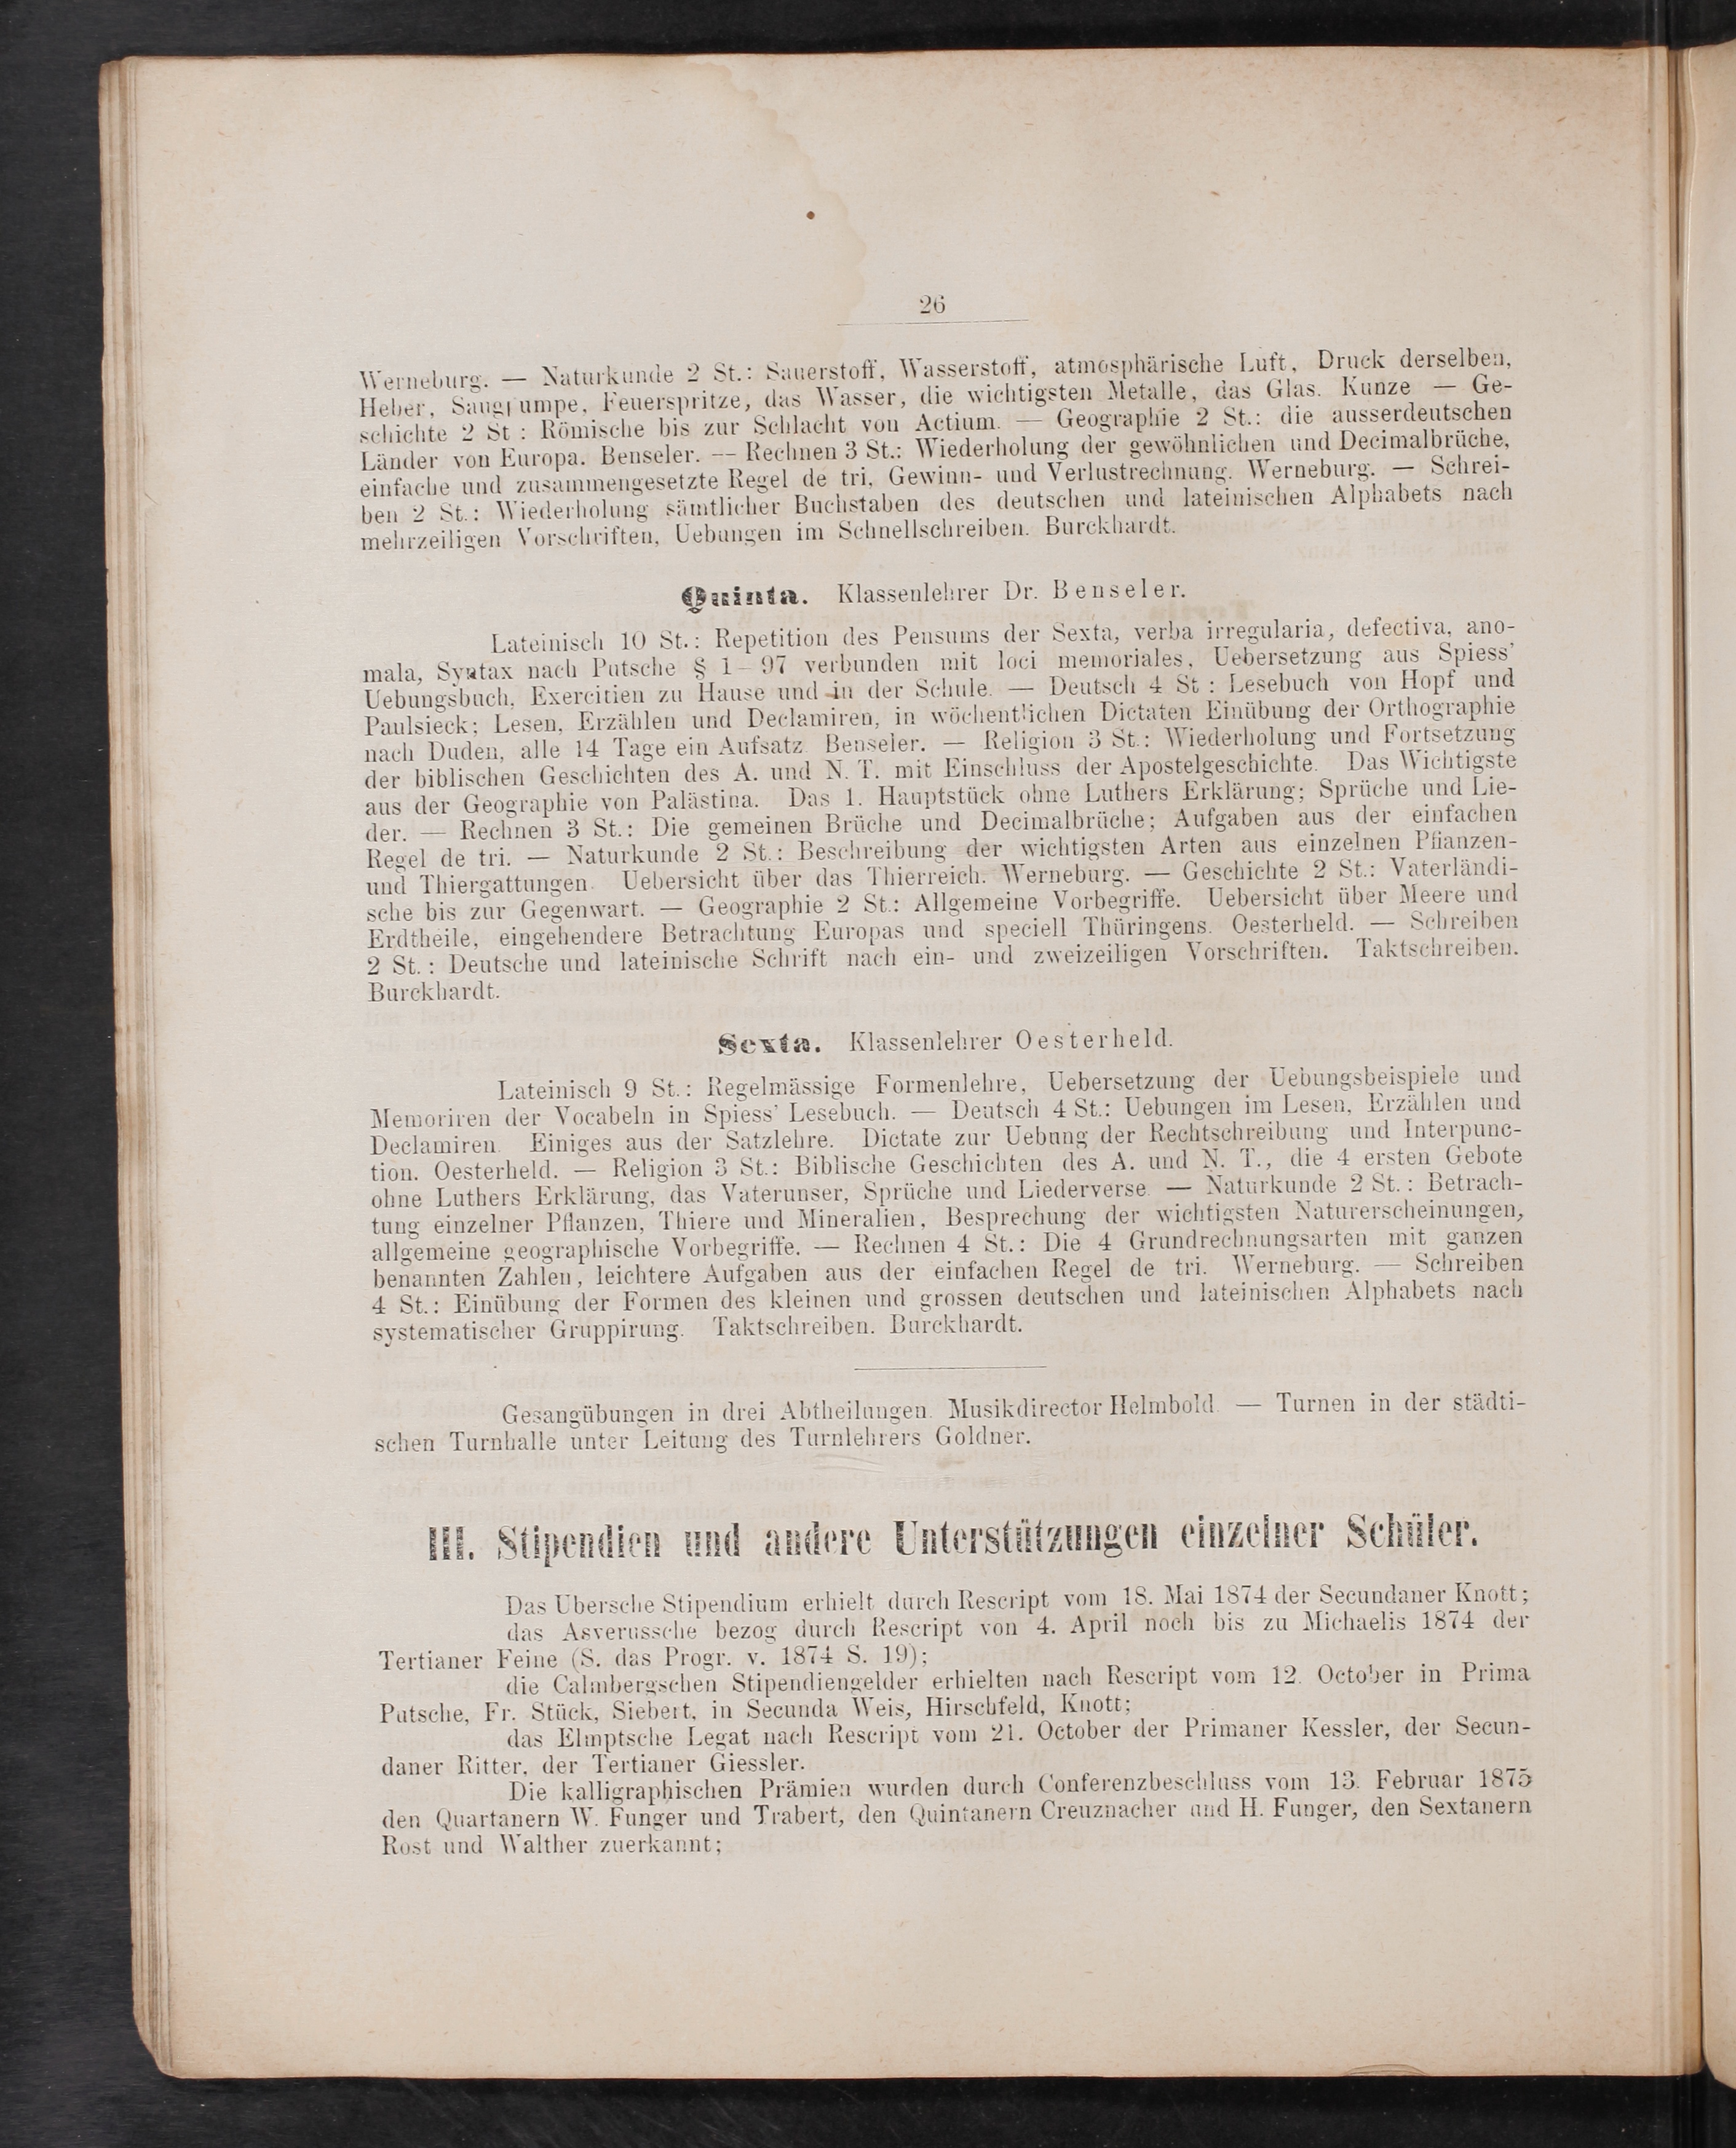 26
Werneburg. — Naturkunde 2 St.: Sauerstoff, Wasserstoff, atmosphärische Luft, Druck derselben,
Heber, Saugpumpe, Feuerspritze, das Wasser, die wichtigsten Metalle, das Glas. Kunze — Ge-
schichte 2 St : Römische bis zur Schlacht von Actium. — Geographie 2 St.: die ausserdeutschen
Länder von Europa. Benseler. — Rechnen 3 St.: Wiederholung der gewöhnlichen und Decimalbrüche,
einfache und zusammengesetzte Regel de tri, Gewinn- und Verlustrechnung. Werneburg. — Schrei-
ben 2 St.: Wiederholung sämtlicher Buchstaben des deutschen und lateinischen Alphabets nach
mehrzeiligen Vorschriften, Uebungen im Schnellschreiben. Burckhardt.
Quinta. Klassenlehrer Dr. Benseler.
Lateinisch 10 St.: Repetition des Pensums der Sexta, verba irregularia, defectiva, ano-
mala, Syntax nach Putsche § 1–97 verbunden mit loci memoriales, Uebersetzung aus Spiess'
Uebungsbuch, Exercitien zu Hause und in der Schule. — Deutsch 4 St : Lesebuch von Hopf und
Paulsieck; Lesen, Erzählen und Declamiren, in wöchentlichen Dictaten Einübung der Orthographie
nach Duden, alle 14 Tage ein Aufsatz. Benseler. — Religion 3 St.: Wiederholung und Fortsetzung
der biblischen Geschichten des A. und N. T. mit Einschluss der Apostelgeschichte. Das Wichtigste
aus der Geographie von Palästina. Das 1. Hauptstück ohne Luthers Erklärung; Sprüche und Lie-
der. — Rechnen 3 St.: Die gemeinen Brüche und Decimalbrüche; Aufgaben aus der einfachen
Regel de tri. — Naturkunde 2 St.: Beschreibung der wichtigsten Arten aus einzelnen Pflanzen-
und Thiergattungen. Uebersicht über das Thierreich. Werneburg. — Geschichte 2 St.: Vaterländi-
sche bis zur Gegenwart. — Geographie 2 St.: Allgemeine Vorbegriffe. Uebersicht über Meere und
Erdtheile, eingehendere Betrachtung Europas und speciell Thüringens. Oesterheld. — Schreiben
2 St.: Deutsche und lateinische Schrift nach ein- und zweizeiligen Vorschriften. Taktschreiben.
Burckhardt.
Sexta. Klassenlehrer Oesterheld.
Lateinisch 9 St.: Regelmässige Formenlehre, Uebersetzung der Uebungsbeispiele und
Memoriren der Vocabeln in Spiess' Lesebuch. — Deutsch 4 St.: Uebungen im Lesen, Erzählen und
Declamiren. Einiges aus der Satzlehre. Dictate zur Uebung der Rechtschreibung und Interpunc-
tion. Oesterheld. — Religion 3 St.: Biblische Geschichten des A. und N. T., die 4 ersten Gebote
ohne Luthers Erklärung, das Vaterunser, Sprüche und Liederverse. — Naturkunde 2 St.: Betrach-
tung einzelner Pflanzen, Thiere und Mineralien, Besprechung der wichtigsten Naturerscheinungen,
allgemeine geographische Vorbegriffe. — Rechnen 4 St.: Die 4 Grundrechnungsarten mit ganzen
benannten Zahlen, leichtere Aufgaben aus der einfachen Regel de tri. Werneburg. — Schreiben
4 St.: Einübung der Formen des kleinen und grossen deutschen und lateinischen Alphabets nach
systematischer Gruppirung. Taktschreiben. Burckhardt.
Gesangübungen in drei Abtheilungen. Musikdirector Helmbold. — Turnen in der städti-
schen Turnhalle unter Leitung des Turnlehrers Goldner.
III. Stipendien und andere Unterstützungen einzelner Schüler.
Das Ubersche Stipendium erhielt durch Rescript vom 18. Mai 1874 der Secundaner Knott;
das Asverussche bezog durch Rescript von 4. April noch bis zu Michaelis 1874 der
Tertianer Feine (S. das Progr. v. 1874 S. 19);
die Calmbergschen Stipendiengelder erhielten nach Rescript vom 12. October in Prima
Putsche, Fr. Stück, Siebert, in Secunda Weis, Hirschfeld, Knott;
das Elmptsche Legat nach Rescript vom 21. October der Primaner Kessler, der Secun-
daner Ritter, der Tertianer Giessler.
Die kalligraphischen Prämien wurden durch Conferenzbeschluss vom 13. Februar 1875
den Quartanern W. Funger und Trabert, den Quintanern Creuznacher und H. Funger, den Sextanern
Rost und Walther zuerkannt;